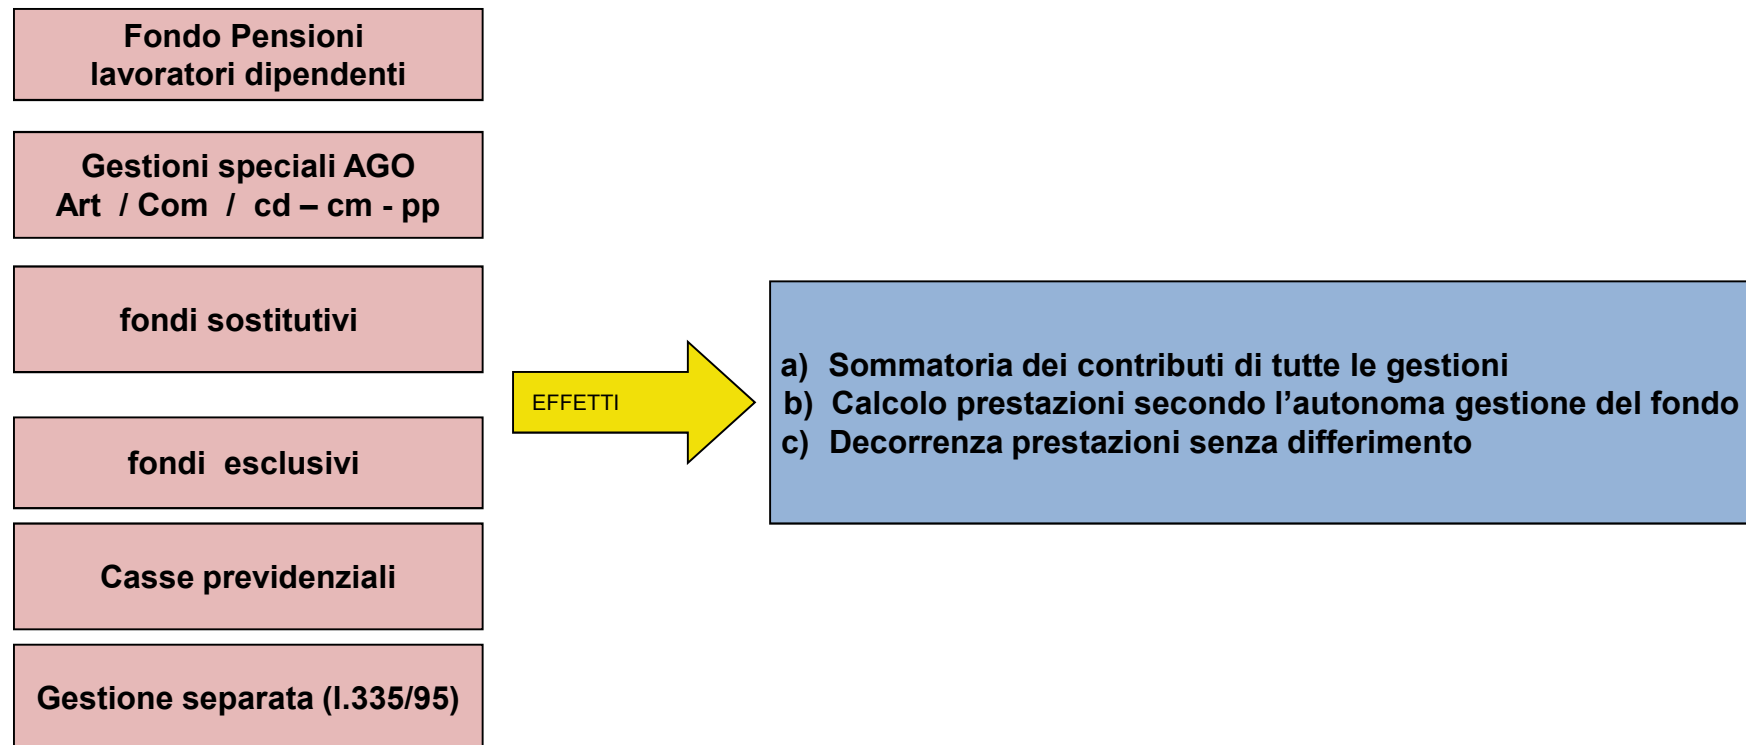 Fondo Pensioni
lavoratori dipendenti
Gestioni speciali AGO
Art / Com / cd – cm - pp
fondi sostitutivi
fondi esclusivi
Casse previdenziali
Gestione separata (l.335/95)
EFFETTI
a) Sommatoria dei contributi di tutte le gestioni
b) Calcolo prestazioni secondo l’autonoma gestione del fondo
c) Decorrenza prestazioni senza differimento